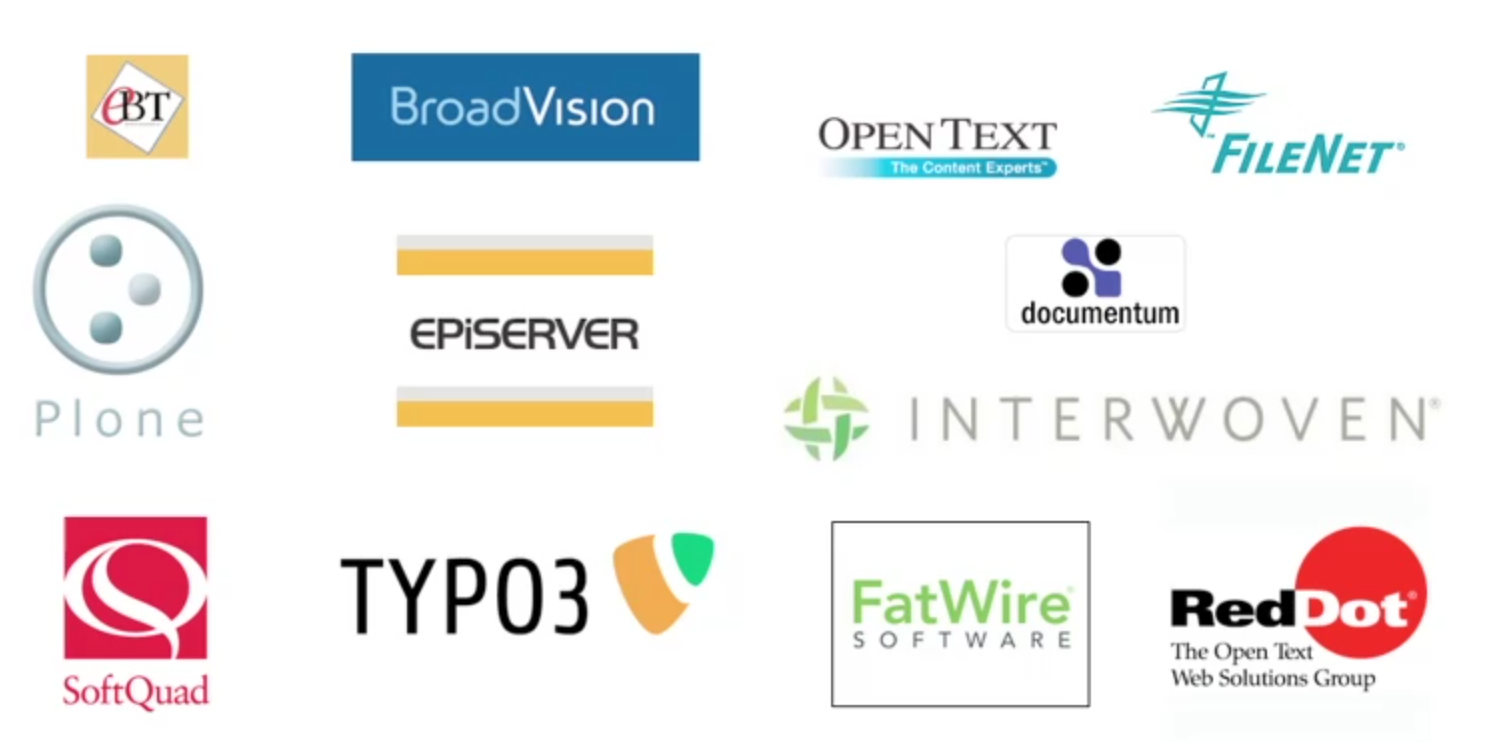 eBT
BroadVision
OPEN TEXT
The Content Experts™
FILENET®
Plone
EPiSERVER
documentum
INTERWOVEN®
SoftQuad
TYPO3
FatWire®
SOFTWARE
RedDot®
The Open Text
Web Solutions Group